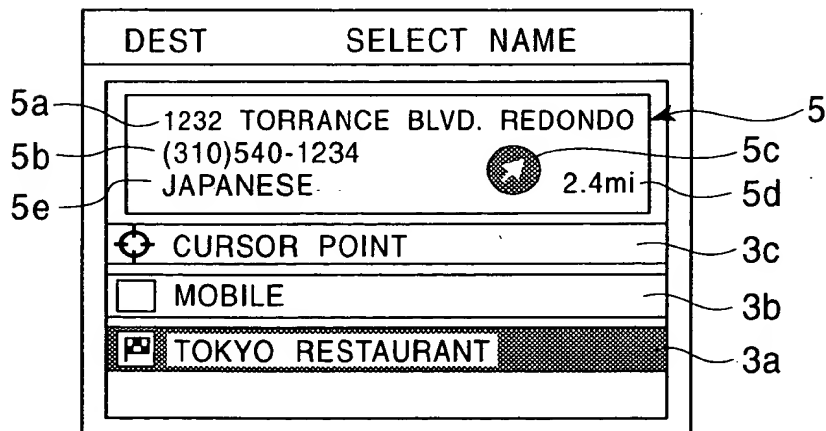 DEST SELECT NAME
5a 1232 TORRANCE BLVD. REDONDO 5
5b (310)540-1234 5c
5e JAPANESE 2.4mi 5d
CURSOR POINT 3c
MOBILE 3b
TOKYO RESTAURANT 3a